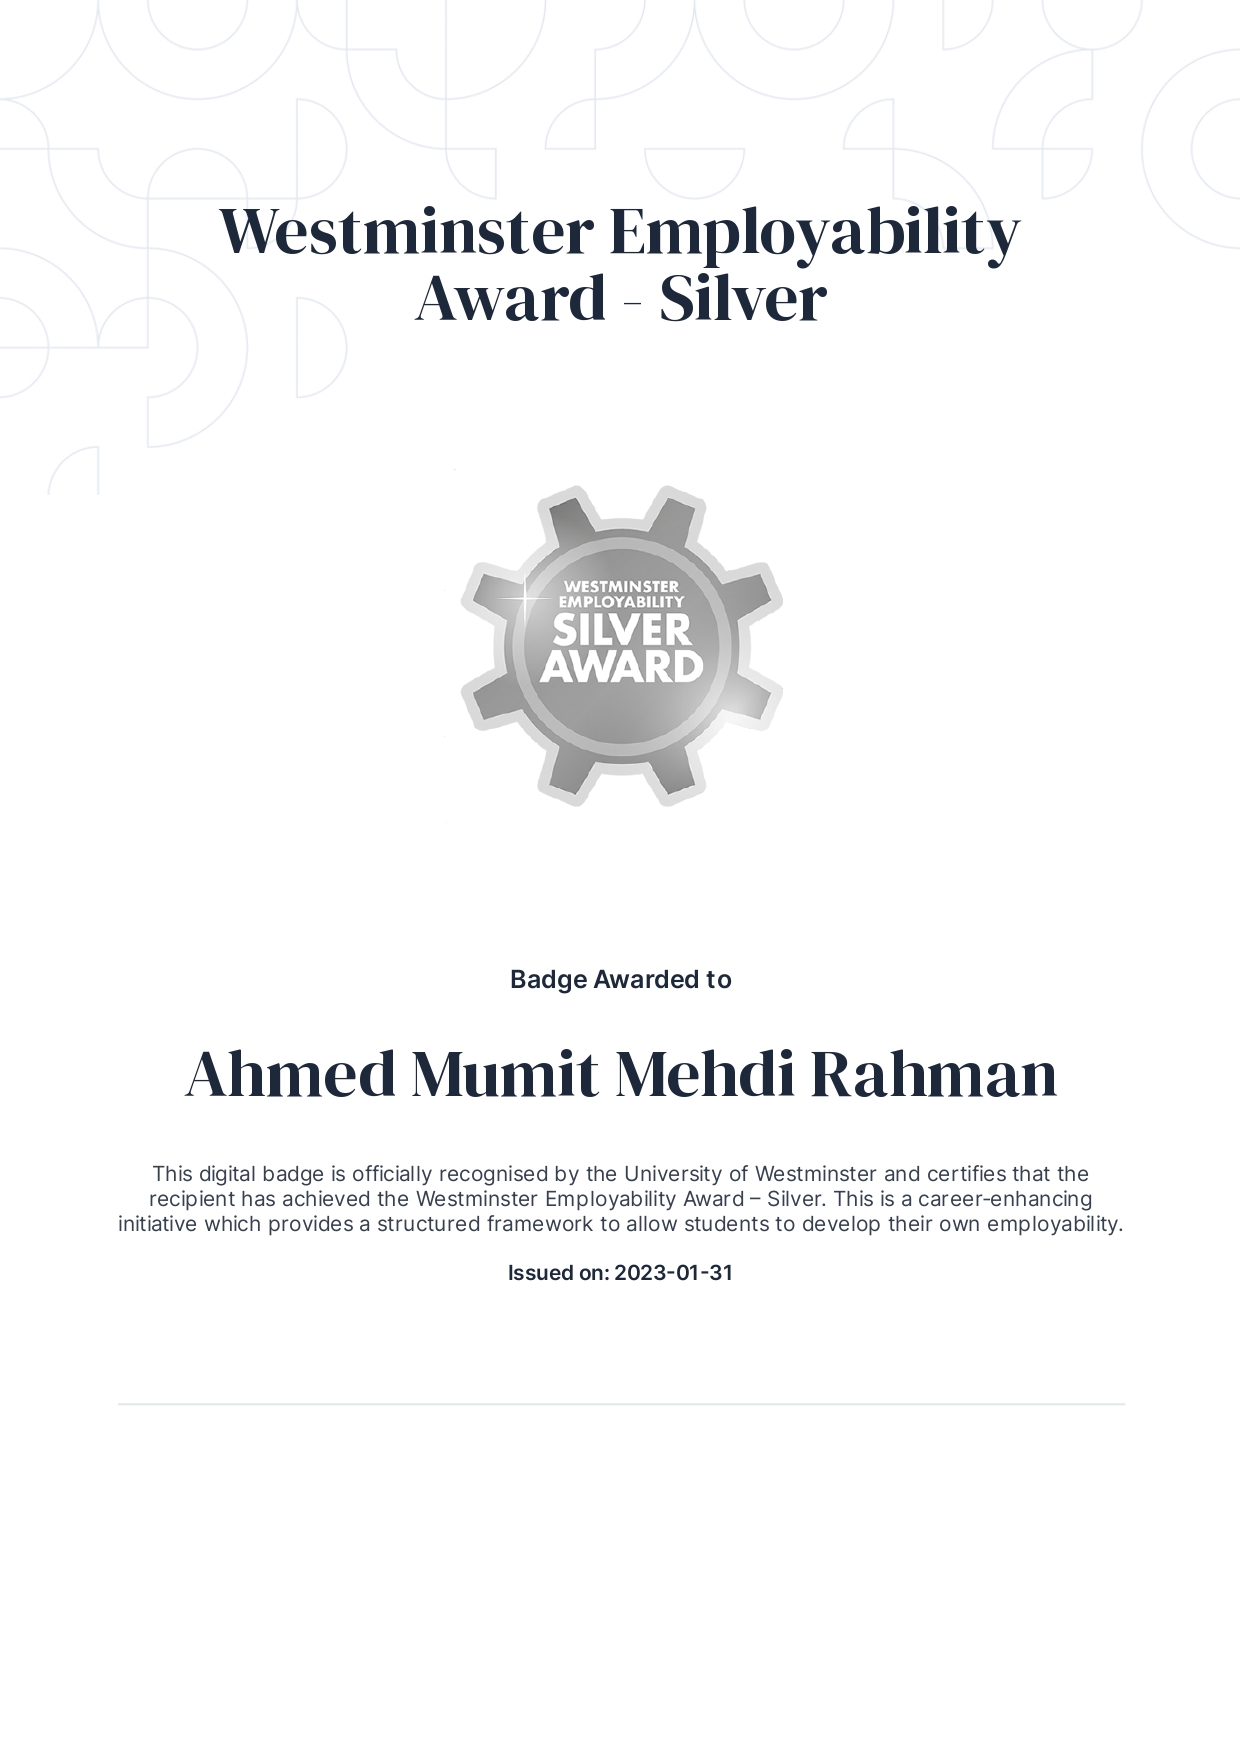 Westminster Employability
Award - Silver
WESTMINSTER
EMPLOYABILITY
SILVER
AWARD
Badge Awarded to
Ahmed Mumit Mehdi Rahman
This digital badge is officially recognised by the University of Westminster and certifies that the
recipient has achieved the Westminster Employability Award – Silver. This is a career-enhancing
initiative which provides a structured framework to allow students to develop their own employability.
Issued on: 2023-01-31